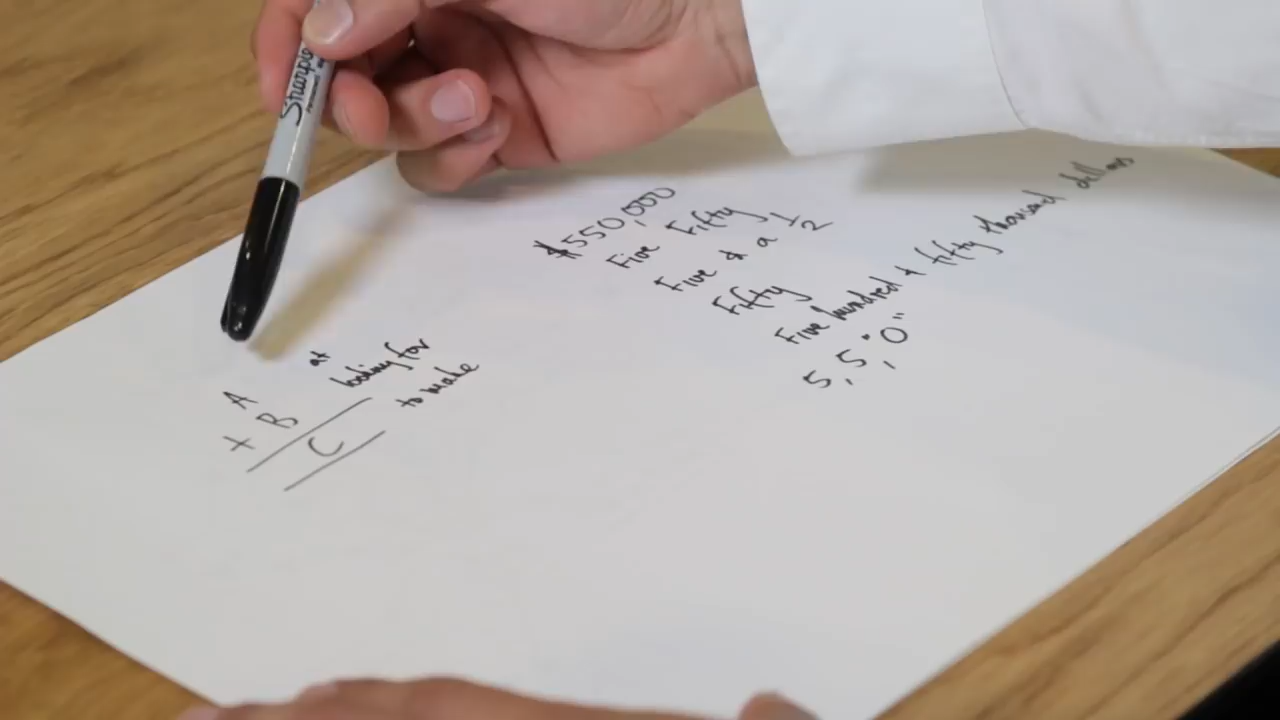 Sharpie
$550,000
Five Fifty
Five & a 1/2
Fifty
Five hundred & fifty thousand dollars
5, 5, "0"
A at
+ B looking for
C to make